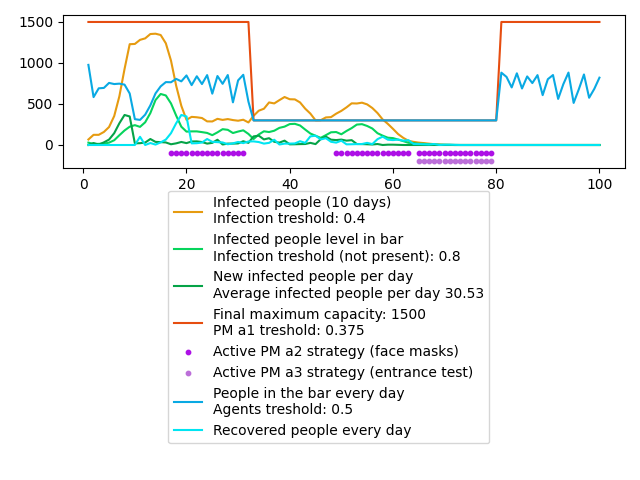 1500
1000
500
0
0 20 40 60 80 100
Infected people (10 days)
Infection treshold: 0.4
Infected people level in bar
Infection treshold (not present): 0.8
New infected people per day
Average infected people per day 30.53
Final maximum capacity: 1500
PM a1 treshold: 0.375
Active PM a2 strategy (face masks)
Active PM a3 strategy (entrance test)
People in the bar every day
Agents treshold: 0.5
Recovered people every day